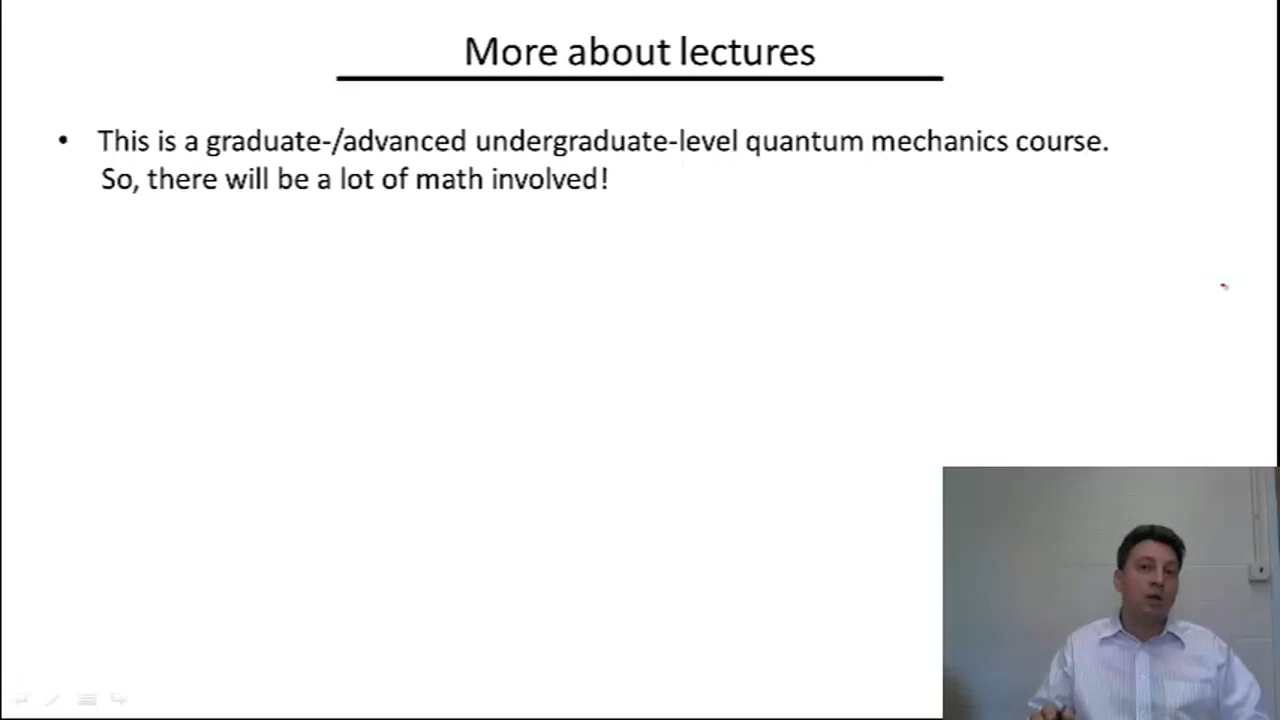 More about lectures
• This is a graduate-/advanced undergraduate-level quantum mechanics course.
So, there will be a lot of math involved!